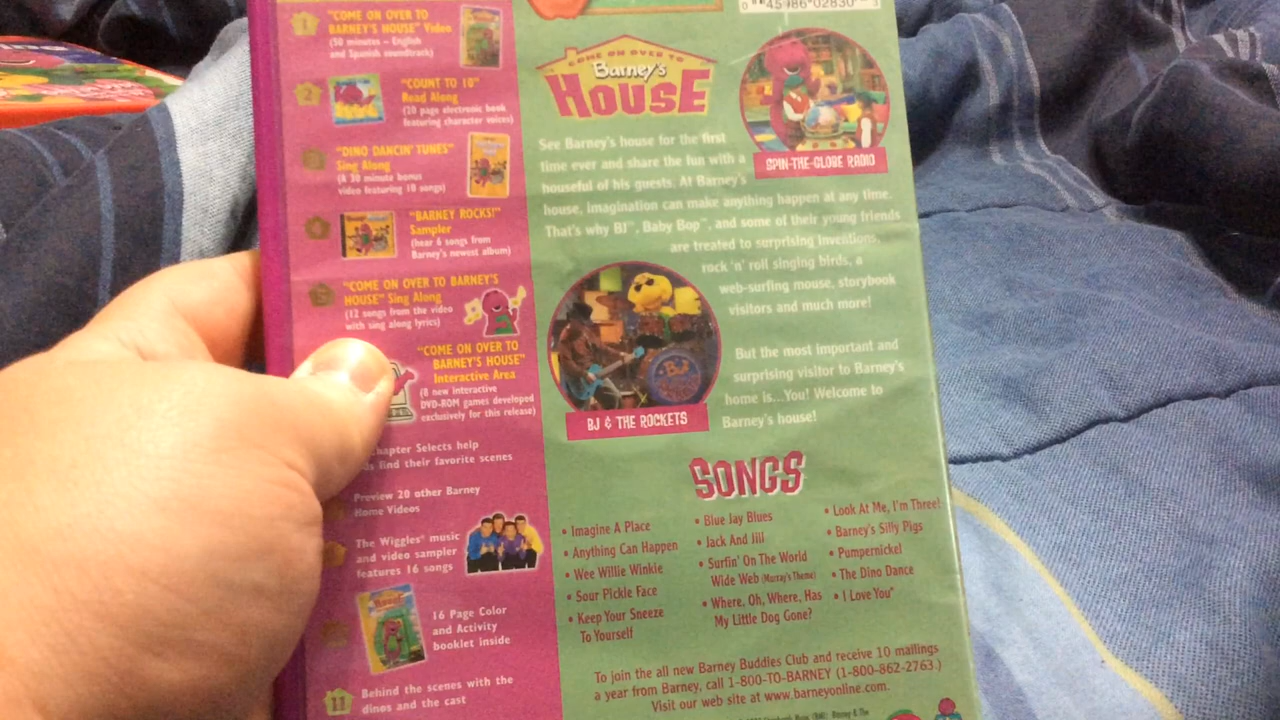 1
"COME ON OVER TO
BARNEY'S HOUSE" Video
(50 minutes – English
and Spanish soundtrack)
2
"COUNT TO 10"
Read Along
(20 page electronic book
featuring character voices)
3
"DINO DANCIN' TUNES"
Sing Along
(A 30 minute bonus
video featuring 10 songs)
4
"BARNEY ROCKS!"
Sampler
(hear 6 songs from
Barney's newest album)
5
"COME ON OVER TO BARNEY'S
HOUSE" Sing Along
(12 songs from the video
with sing along lyrics)
"COME ON OVER TO
BARNEY'S HOUSE"
Interactive Area
(8 new interactive
DVD-ROM games developed
exclusively for this release)
Chapter Selects help
find their favorite scenes
Preview 20 other Barney
Home Videos
The Wiggles® music
and video sampler
features 16 songs
16 Page Color
and Activity
booklet inside
11
Behind the scenes with the
dinos and the cast
COME ON OVER TO
Barney's
HOUSE
See Barney's house for the first
time ever and share the fun with a
houseful of his guests. At Barney's
house, imagination can make anything happen at any time.
That's why BJ™, Baby Bop™, and some of their young friends
are treated to surprising inventions,
rock 'n' roll singing birds, a
web-surfing mouse, storybook
visitors and much more!
SPIN-THE-GLOBE RADIO
BJ
BJ & THE ROCKETS
But the most important and
surprising visitor to Barney's
home is...You! Welcome to
Barney's house!
SONGS
• Imagine A Place
• Anything Can Happen
• Wee Willie Winkie
• Sour Pickle Face
• Keep Your Sneeze
To Yourself
• Blue Jay Blues
• Jack And Jill
• Surfin' On The World
Wide Web (Murray's Theme)
• Where, Oh, Where, Has
My Little Dog Gone?
• Look At Me, I'm Three!
• Barney's Silly Pigs
• Pumpernickel
• The Dino Dance
• I Love You*
To join the all new Barney Buddies Club and receive 10 mailings
a year from Barney, call 1-800-TO-BARNEY (1-800-862-2763.)
Visit our web site at www.barneyonline.com.